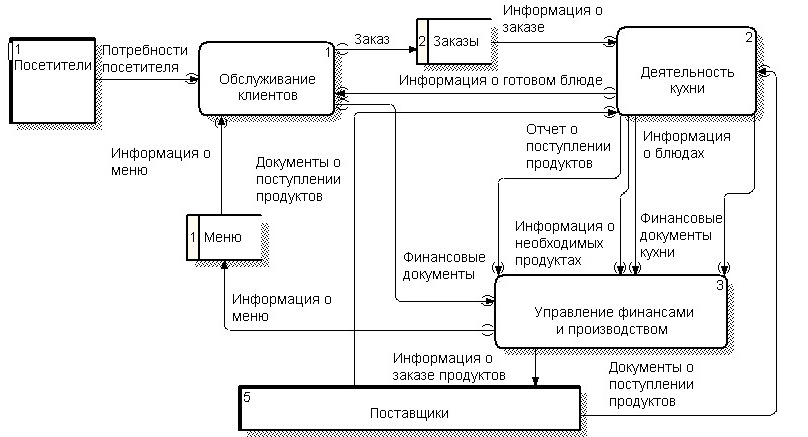 1
Посетители
Потребности
посетителя
1
Обслуживание
клиентов
Заказ
2
Заказы
Информация о
заказе
2
Деятельность
кухни
Информация о готовом блюде
Информация о
меню
Документы о
поступлении
продуктов
Отчет о
поступлении
продуктов
Информация
о блюдах
1
Меню
Информация о
необходимых
продуктах
Финансовые
документы
кухни
Финансовые
документы
3
Управление финансами
и производством
Информация о
меню
Информация о
заказе продуктов
Документы о
поступлении
продуктов
5
Поставщики